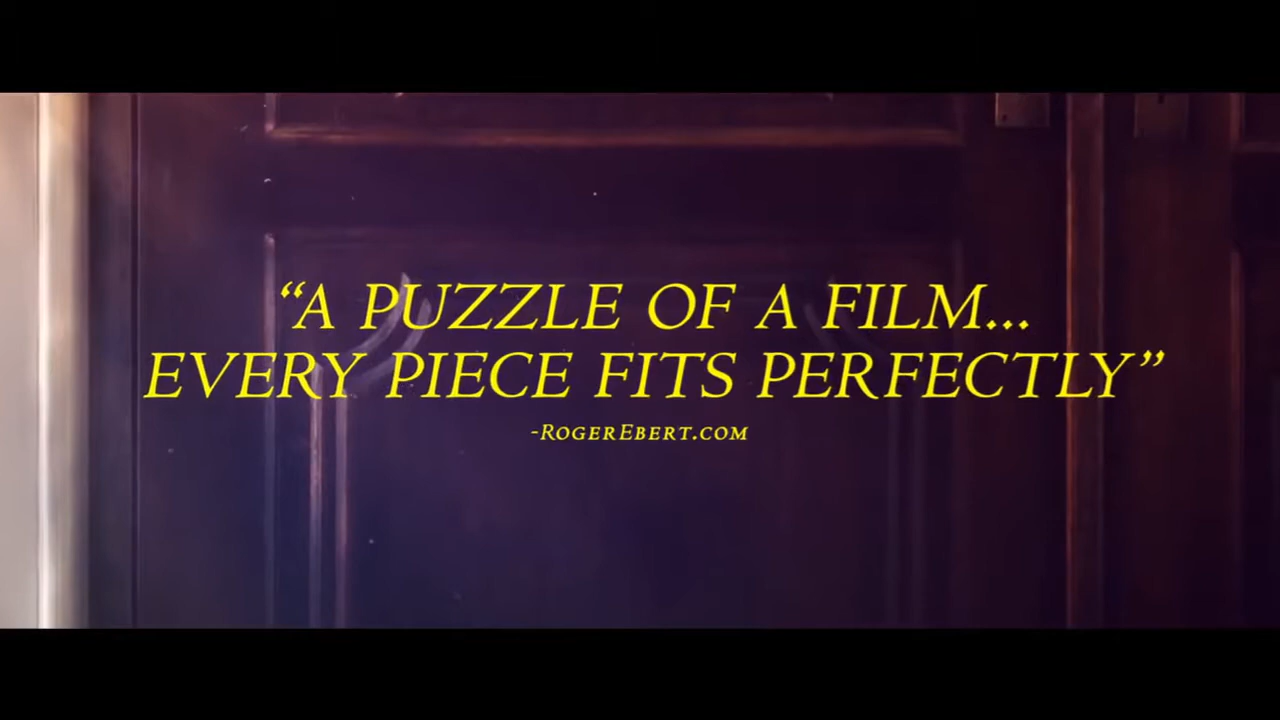 “A PUZZLE OF A FILM...
EVERY PIECE FITS PERFECTLY”
-ROGEREBERT.COM